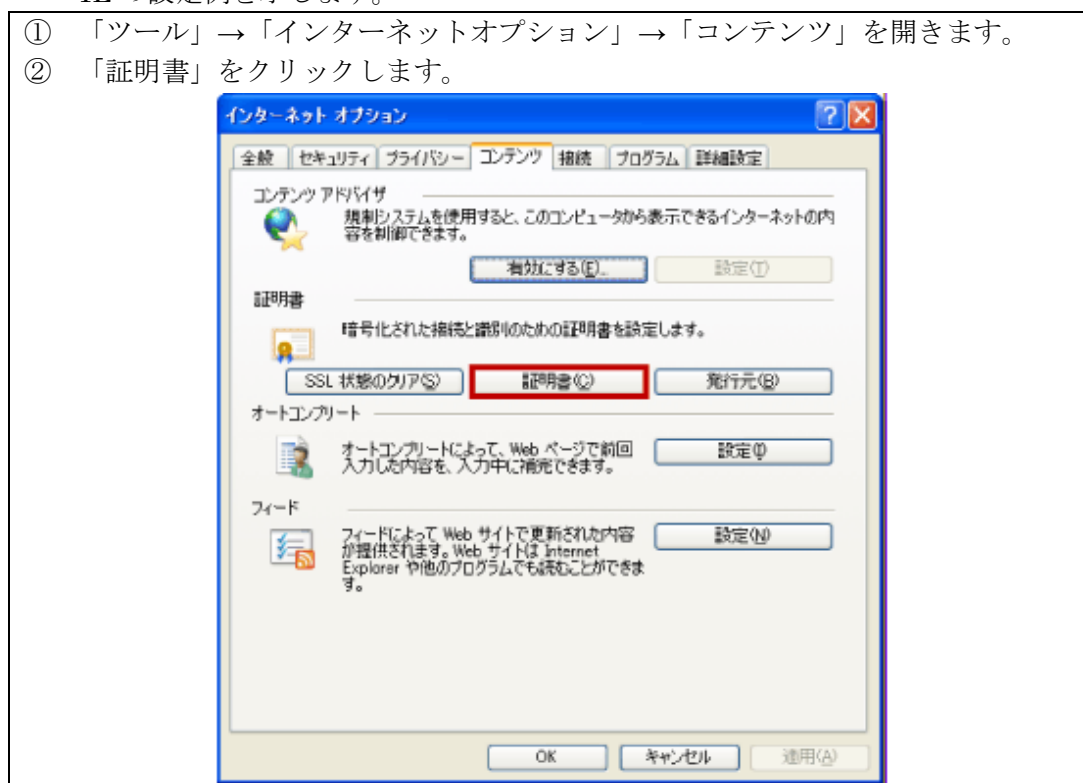 IE の設定例を示します。
① 「ツール」→「インターネットオプション」→「コンテンツ」を開きます。
② 「証明書」をクリックします。
インターネット オプション
全般 セキュリティ プライバシー コンテンツ 接続 プログラム 詳細設定
コンテンツ アドバイザ
規制システムを使用すると、このコンピュータから表示できるインターネットの内
容を制御できます。
有効にする(E)... 設定(T)
証明書
暗号化された接続と識別のための証明書を設定します。
SSL 状態のクリア(S) 証明書(C) 発行元(B)
オートコンプリート
オートコンプリートによって、Web ページで前回
入力した内容を、入力中に補完できます。
設定(I)
フィード
フィードによって Web サイトで更新された内容
が提供されます。Web サイトは Internet
Explorer や他のプログラムでも読むことができま
す。
設定(N)
OK キャンセル 適用(A)